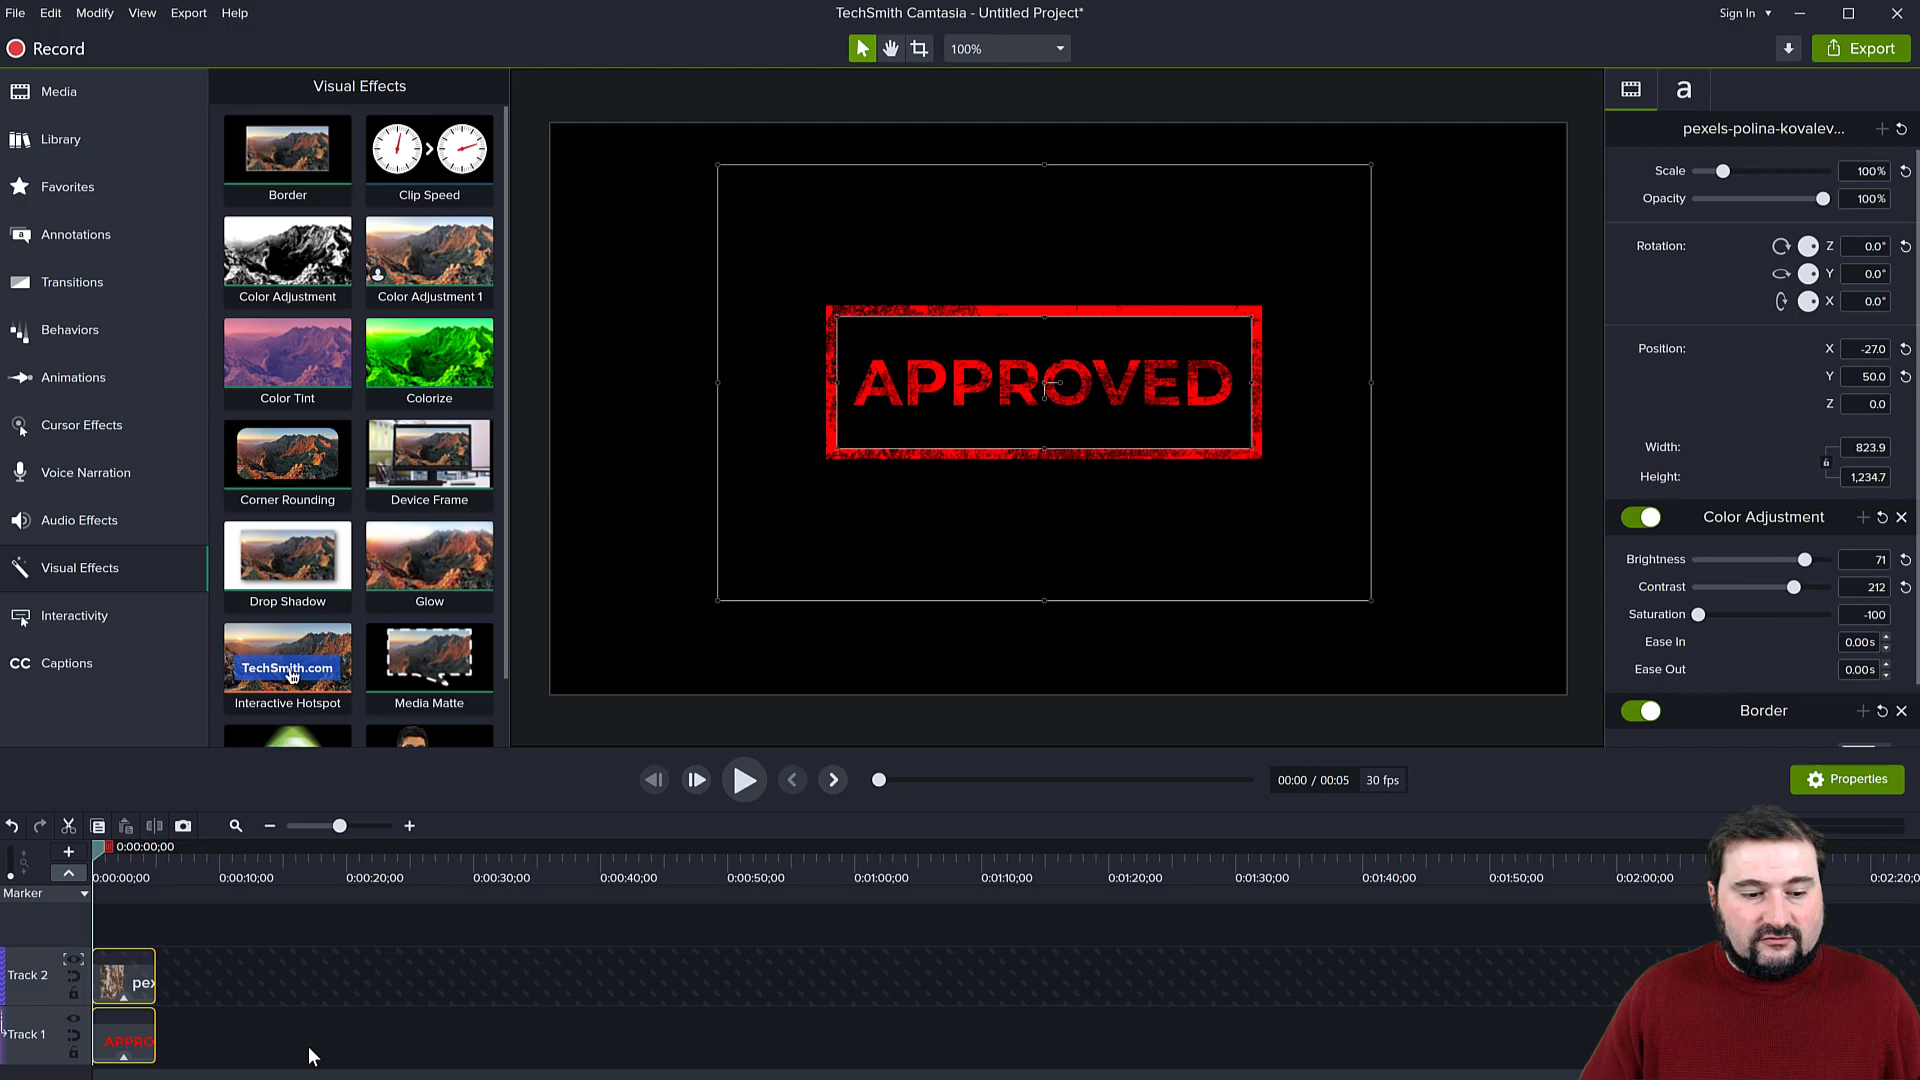 File Edit Modify View Export Help
TechSmith Camtasia - Untitled Project*
Sign In
Record
100%
Export
Media
Library
Favorites
Annotations
Transitions
Behaviors
Animations
Cursor Effects
Voice Narration
Audio Effects
Visual Effects
Interactivity
CC Captions
Visual Effects
Border
Clip Speed
Color Adjustment
Color Adjustment 1
Color Tint
Colorize
Corner Rounding
Device Frame
Drop Shadow
Glow
TechSmith.com
Interactive Hotspot
Media Matte
APPROVED
a
pexels-polina-kovalev...
Scale 100%
Opacity 100%
Rotation: Z 0.0°
Y 0.0°
X 0.0°
Position: X -27.0
Y 50.0
Z 0.0
Width: 823.9
Height: 1,234.7
Color Adjustment
Brightness 71
Contrast 212
Saturation -100
Ease In 0.00s
Ease Out 0.00s
Border
00:00 / 00:05 30 fps
Properties
0:00:00;00
0:00:00;00 0:00:10;00 0:00:20;00 0:00:30;00 0:00:40;00 0:00:50;00 0:01:00;00 0:01:10;00 0:01:20;00 0:01:30;00 0:01:40;00 0:01:50;00 0:02:00;00 0:02:20;0
Marker
Track 2
pex
Track 1
APPRO